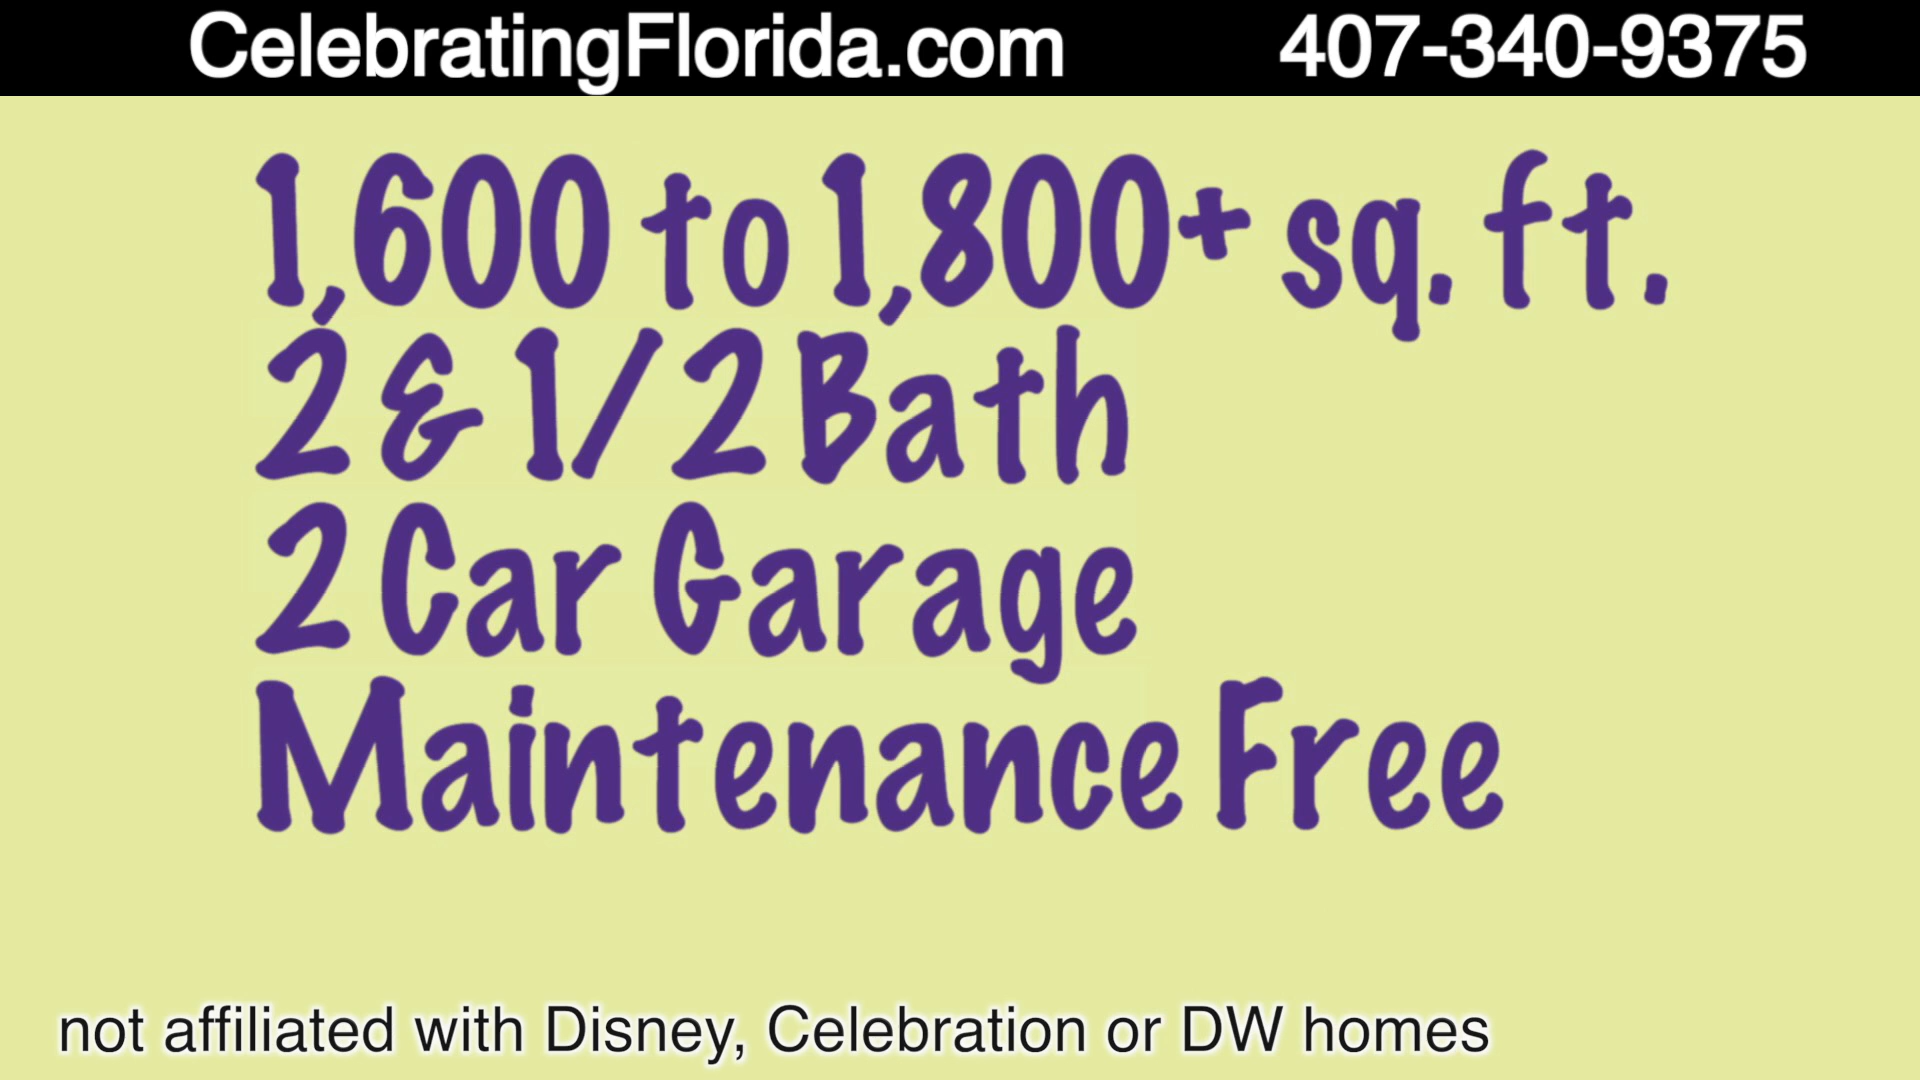 CelebratingFlorida.com 407-340-9375
1,600 to 1,800+ sq. ft.
2 & 1/2 Bath
2 Car Garage
Maintenance Free
not affiliated with Disney, Celebration or DW homes